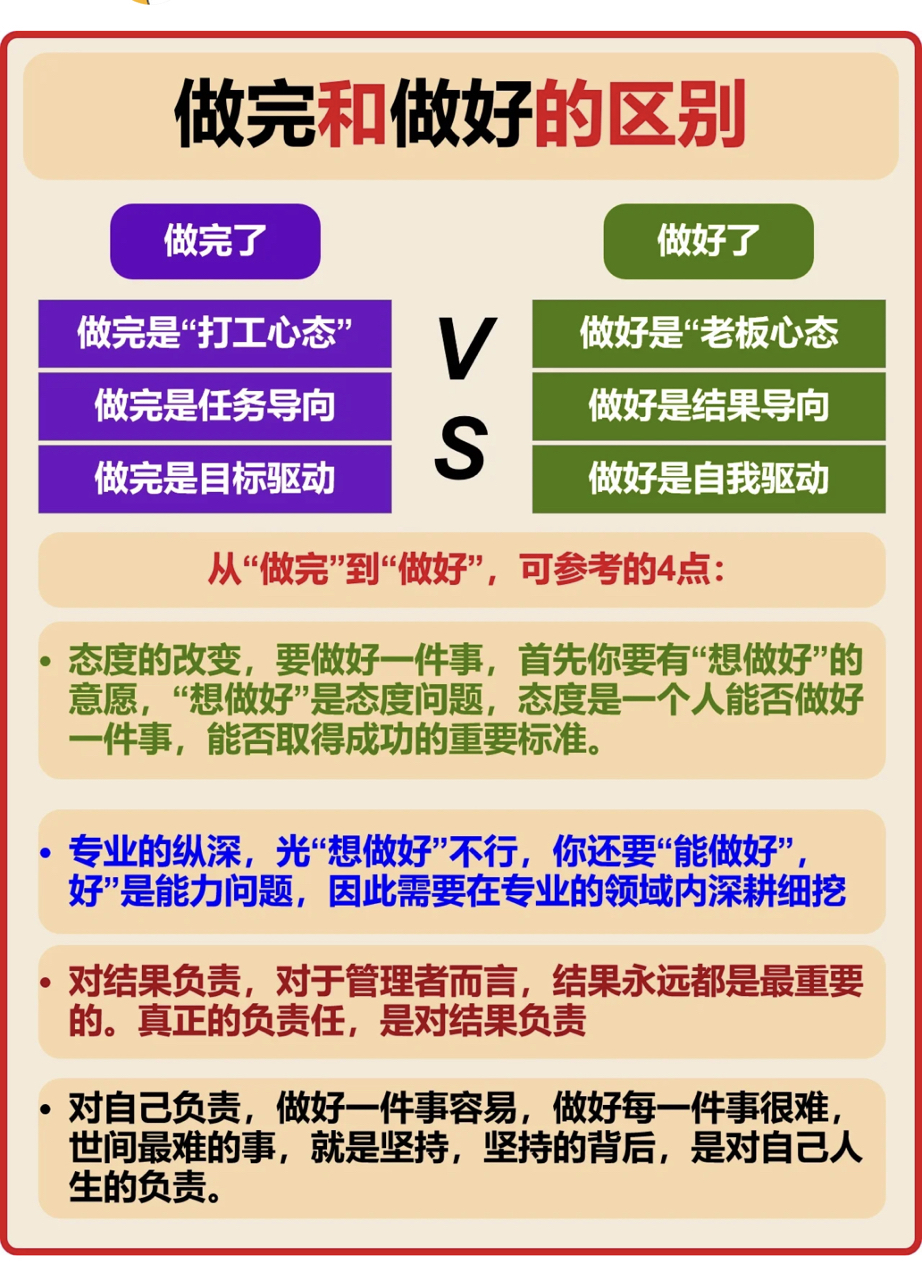 做完和做好的区别
做完了
做好了
做完是“打工心态”
V
做好是“老板心态
做完是任务导向
做好是结果导向
S
做完是目标驱动
做好是自我驱动
从“做完”到“做好”，可参考的4点：
• 态度的改变，要做好一件事，首先你要有“想做好”的
意愿，“想做好”是态度问题，态度是一个人能否做好
一件事，能否取得成功的重要标准。
• 专业的纵深，光“想做好”不行，你还要“能做好”，
好”是能力问题，因此需要在专业的领域内深耕细挖
• 对结果负责，对于管理者而言，结果永远都是最重要
的。真正的负责任，是对结果负责
• 对自己负责，做好一件事容易，做好每一件事很难，
世间最难的事，就是坚持，坚持的背后，是对自己人
生的负责。